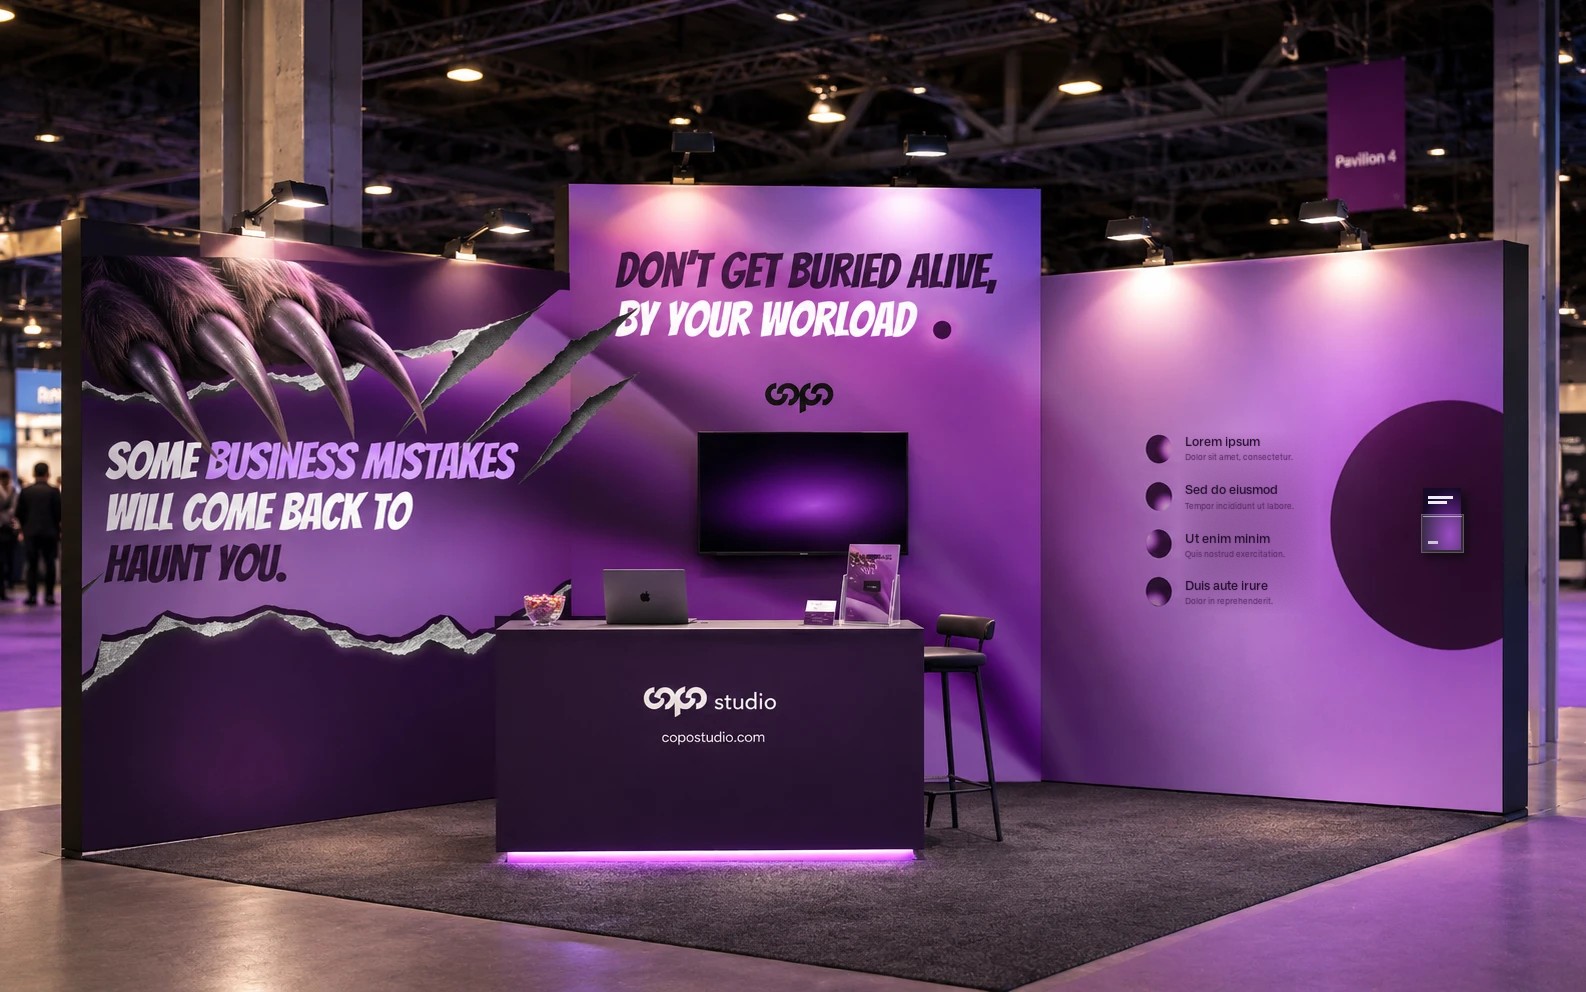 Pavilion 4
DON'T GET BURIED ALIVE,
BY YOUR WORLOAD
copo
SOME BUSINESS MISTAKES
WILL COME BACK TO
HAUNT YOU.
Lorem ipsum
Dolor sit amet, consectetur.
Sed do eiusmod
Tempor incididunt ut labore.
Ut enim minim
Quis nostrud exercitation.
Duis aute irure
Dolor in reprehenderit.
copo studio
copostudio.com